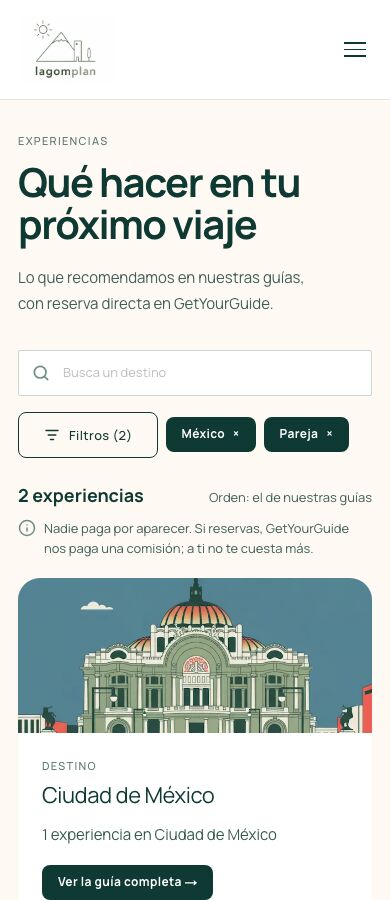 lagomplan
EXPERIENCIAS
Qué hacer en tu
próximo viaje
Lo que recomendamos en nuestras guías,
con reserva directa en GetYourGuide.
Busca un destino
Filtros (2)
México ×
Pareja ×
2 experiencias
Orden: el de nuestras guías
Nadie paga por aparecer. Si reservas, GetYourGuide
nos paga una comisión; a ti no te cuesta más.
DESTINO
Ciudad de México
1 experiencia en Ciudad de México
Ver la guía completa →